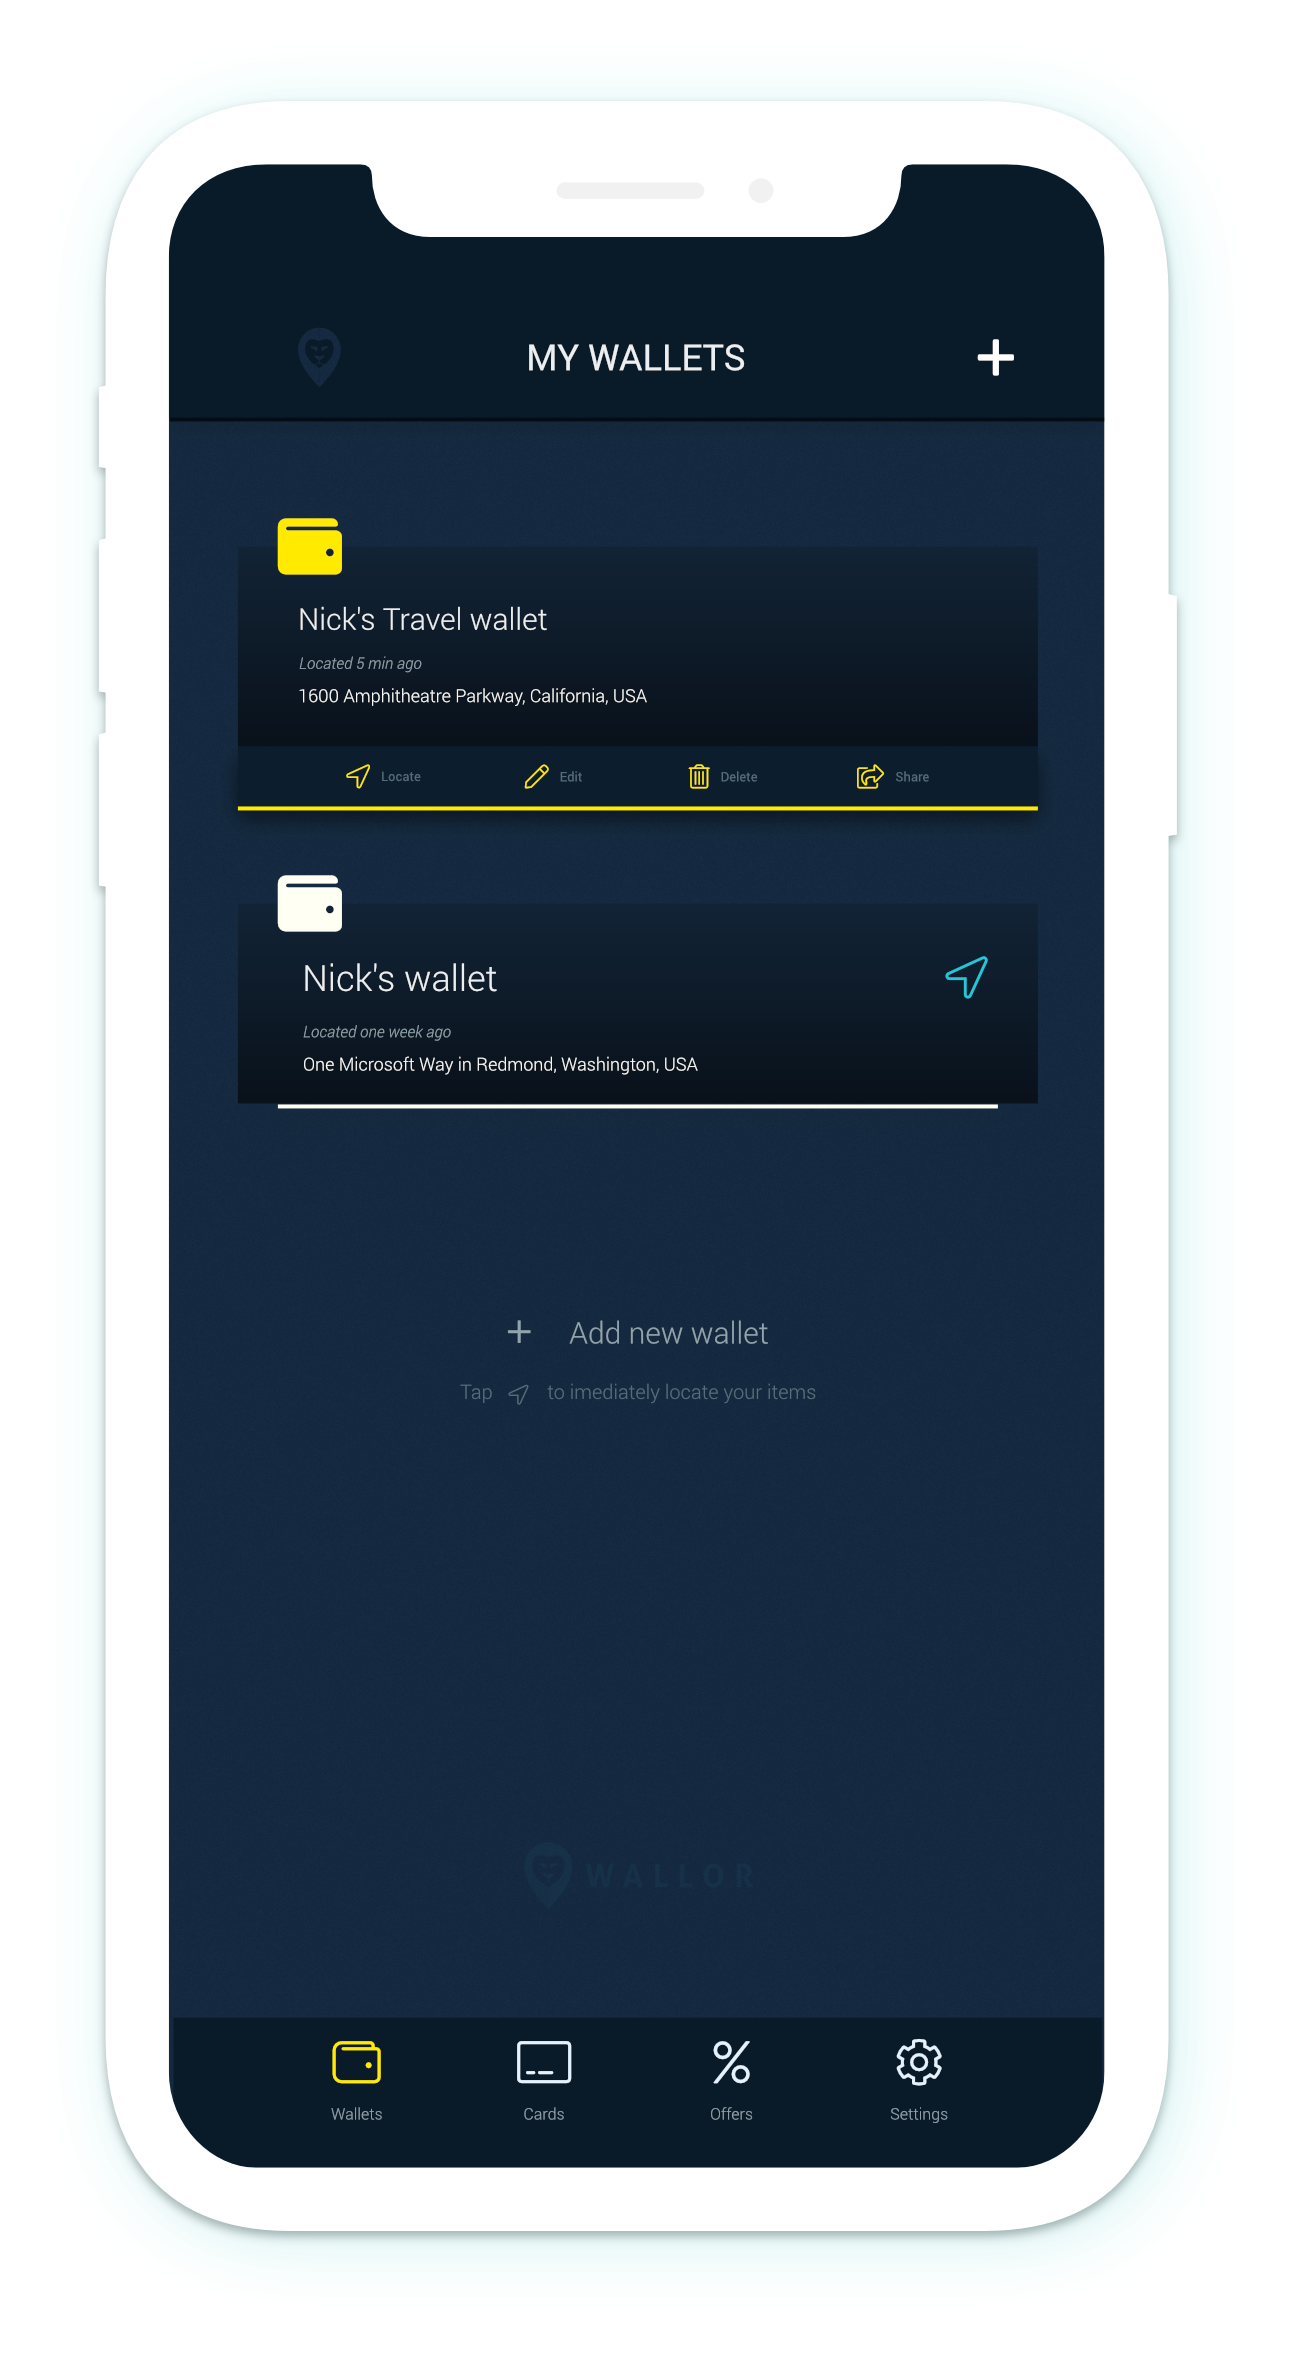 MY WALLETS
Nick's Travel wallet
Located 5 min ago
1600 Amphitheatre Parkway, California, USA
Locate Edit Delete Share
Nick's wallet
Located one week ago
One Microsoft Way in Redmond, Washington, USA
Add new wallet
Tap to imediately locate your items
WALLOR
Wallets Cards Offers Settings